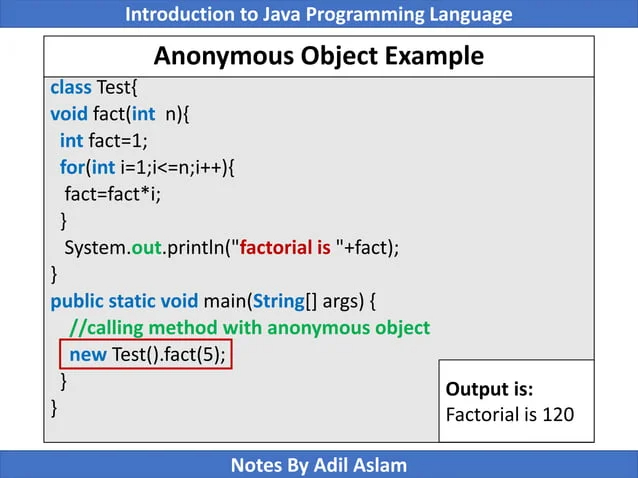 Introduction to Java Programming Language
Anonymous Object Example
class Test{
void fact(int  n){
int fact=1;
for(int i=1;i<=n;i++){
fact=fact*i;
}
System.out.println("factorial is "+fact);
}
public static void main(String[] args) {
//calling method with anonymous object
new Test().fact(5);
}
}
Output is:
Factorial is 120
Notes By Adil Aslam